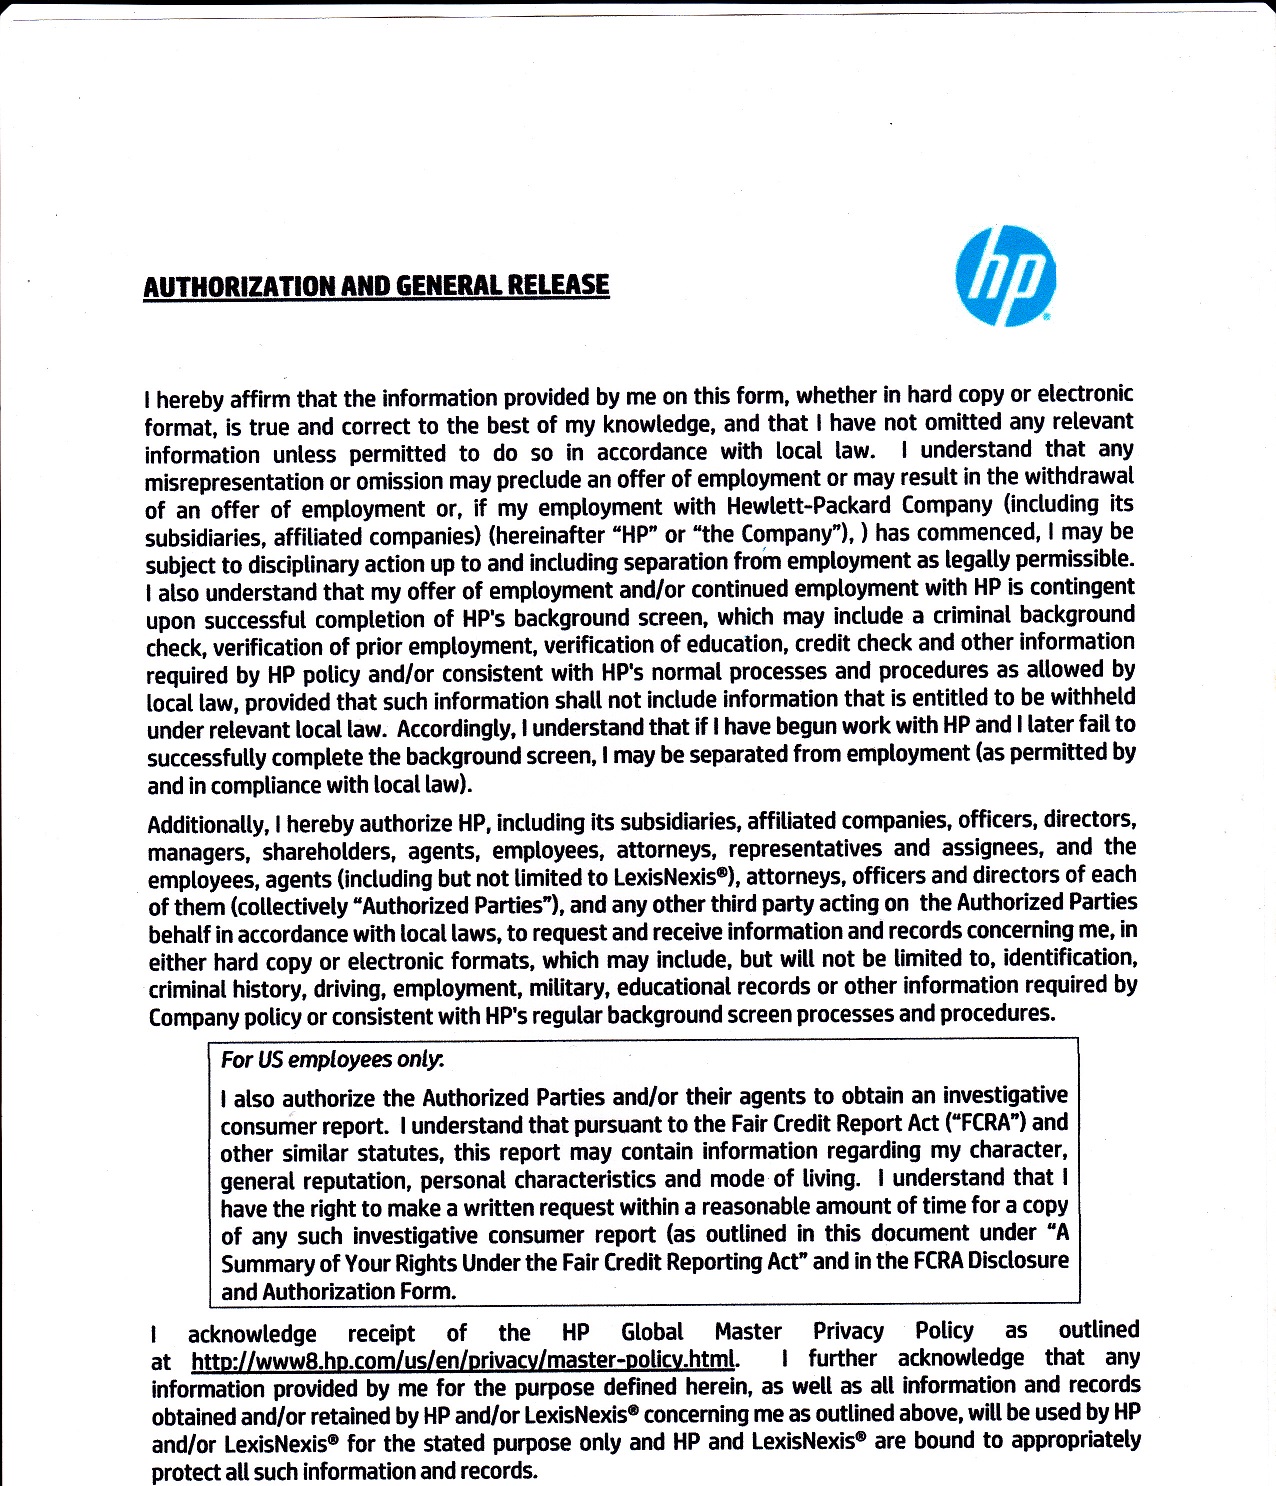 hp
AUTHORIZATION AND GENERAL RELEASE
I hereby affirm that the information provided by me on this form, whether in hard copy or electronic
format, is true and correct to the best of my knowledge, and that I have not omitted any relevant
information unless permitted to do so in accordance with local law. I understand that any
misrepresentation or omission may preclude an offer of employment or may result in the withdrawal
of an offer of employment or, if my employment with Hewlett-Packard Company (including its
subsidiaries, affiliated companies) (hereinafter “HP” or “the Company”), ) has commenced, I may be
subject to disciplinary action up to and including separation from employment as legally permissible.
I also understand that my offer of employment and/or continued employment with HP is contingent
upon successful completion of HP's background screen, which may include a criminal background
check, verification of prior employment, verification of education, credit check and other information
required by HP policy and/or consistent with HP's normal processes and procedures as allowed by
local law, provided that such information shall not include information that is entitled to be withheld
under relevant local law. Accordingly, I understand that if I have begun work with HP and I later fail to
successfully complete the background screen, I may be separated from employment (as permitted by
and in compliance with local law).
Additionally, I hereby authorize HP, including its subsidiaries, affiliated companies, officers, directors,
managers, shareholders, agents, employees, attorneys, representatives and assignees, and the
employees, agents (including but not limited to LexisNexis®), attorneys, officers and directors of each
of them (collectively “Authorized Parties”), and any other third party acting on the Authorized Parties
behalf in accordance with local laws, to request and receive information and records concerning me, in
either hard copy or electronic formats, which may include, but will not be limited to, identification,
criminal history, driving, employment, military, educational records or other information required by
Company policy or consistent with HP's regular background screen processes and procedures.
For US employees only:
I also authorize the Authorized Parties and/or their agents to obtain an investigative
consumer report. I understand that pursuant to the Fair Credit Report Act (“FCRA”) and
other similar statutes, this report may contain information regarding my character,
general reputation, personal characteristics and mode of living. I understand that I
have the right to make a written request within a reasonable amount of time for a copy
of any such investigative consumer report (as outlined in this document under “A
Summary of Your Rights Under the Fair Credit Reporting Act” and in the FCRA Disclosure
and Authorization Form.
I acknowledge receipt of the HP Global Master Privacy Policy as outlined
at http://www8.hp.com/us/en/privacy/master-policy.html. I further acknowledge that any
information provided by me for the purpose defined herein, as well as all information and records
obtained and/or retained by HP and/or LexisNexis® concerning me as outlined above, will be used by HP
and/or LexisNexis® for the stated purpose only and HP and LexisNexis® are bound to appropriately
protect all such information and records.